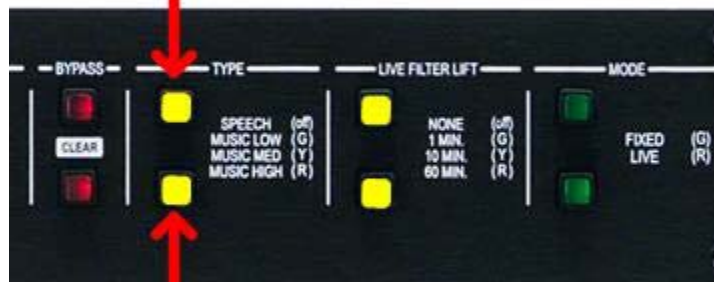 BYPASS
CLEAR
TYPE
SPEECH (off)
MUSIC LOW (G)
MUSIC MED (Y)
MUSIC HIGH (R)
LIVE FILTER LIFT
NONE (off)
1 MIN. (G)
10 MIN. (Y)
60 MIN. (R)
MODE
FIXED (G)
LIVE (R)